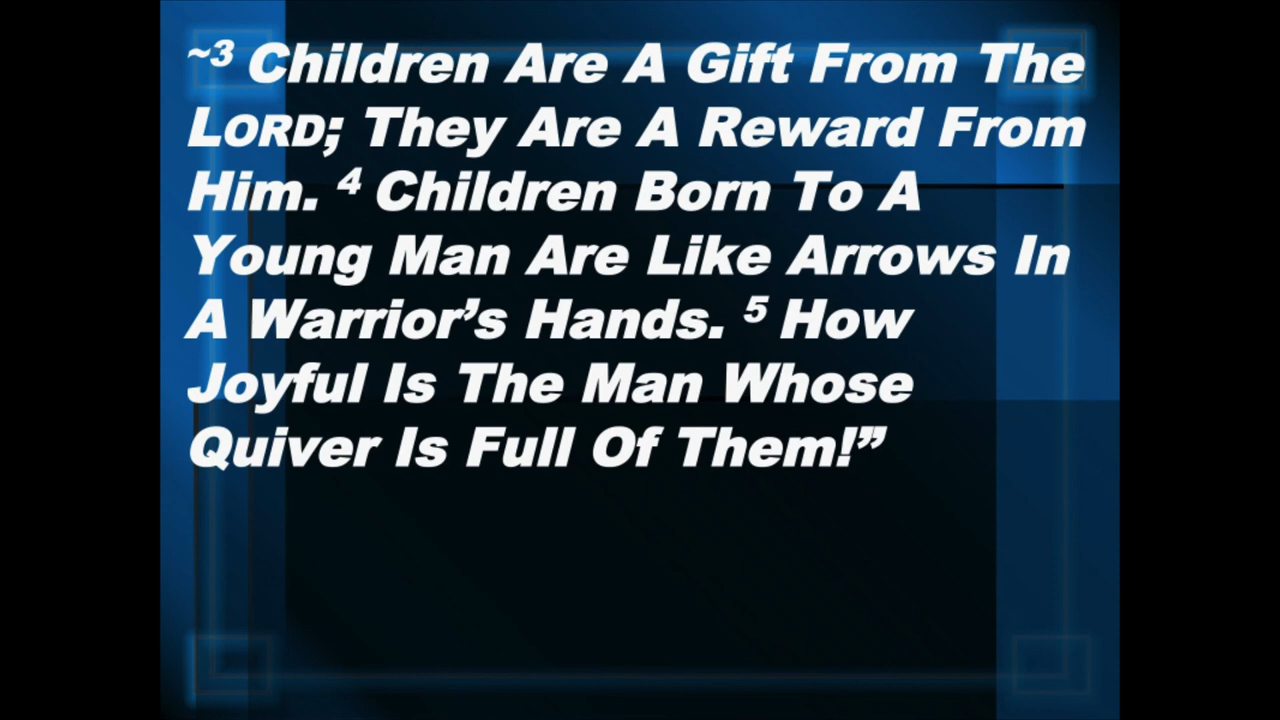 ~³ Children Are A Gift From The
LORD; They Are A Reward From
Him. ⁴ Children Born To A
Young Man Are Like Arrows In
A Warrior’s Hands. ⁵ How
Joyful Is The Man Whose
Quiver Is Full Of Them!”